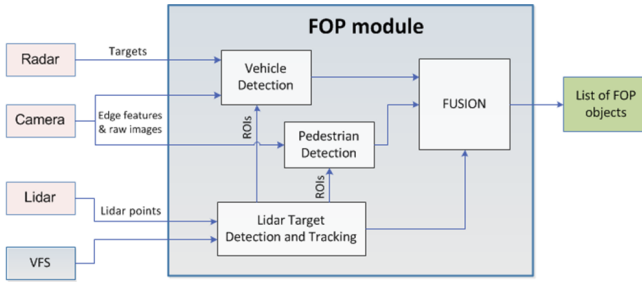 FOP module
Radar
Targets
Vehicle
Detection
Camera
Edge features
& raw images
ROIs
Pedestrian
Detection
FUSION
List of FOP
objects
ROIs
Lidar
Lidar points
Lidar Target
Detection and Tracking
VFS